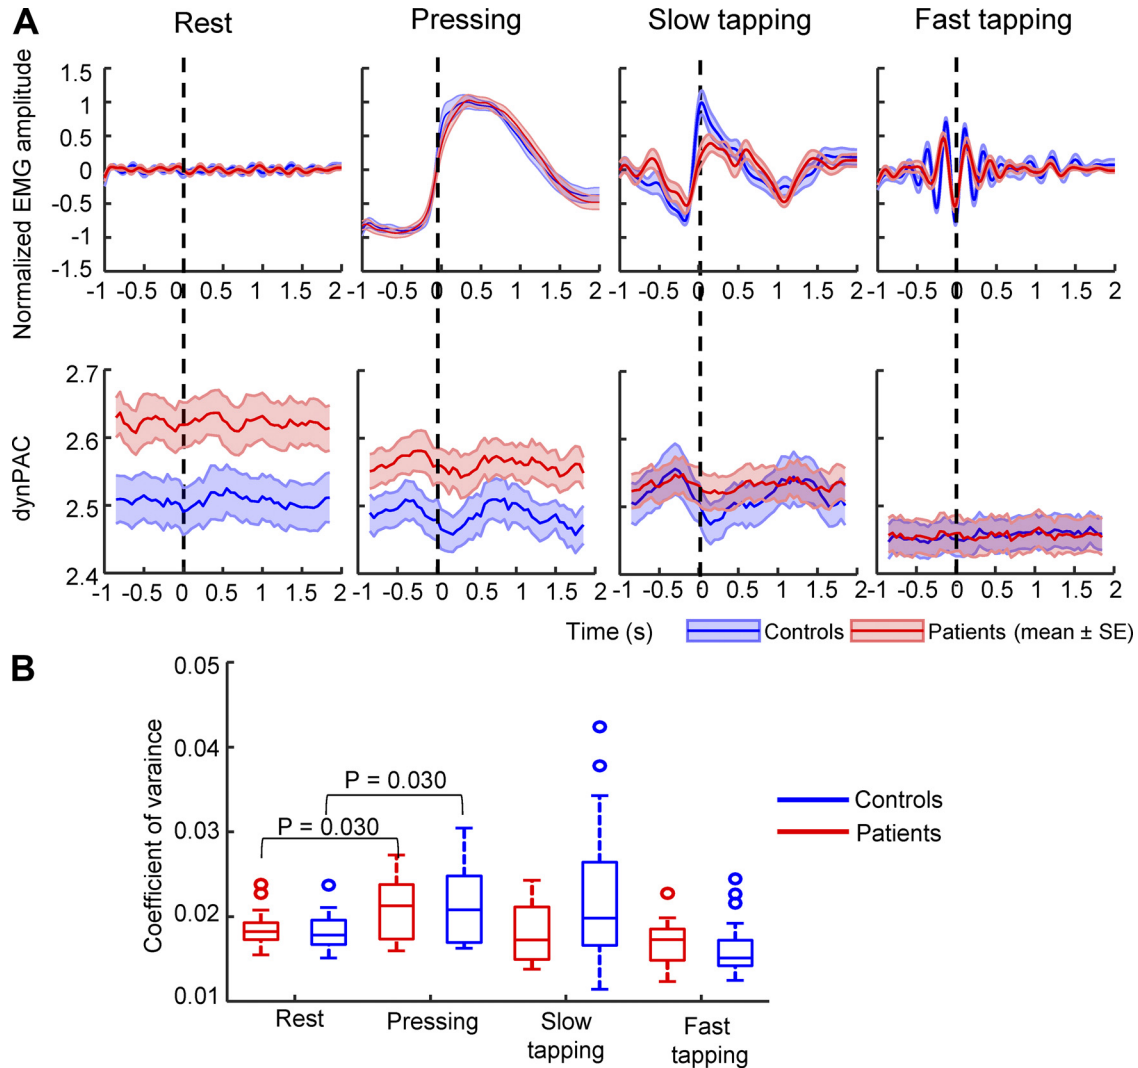 A
Rest
Pressing
Slow tapping
Fast tapping
Normalized EMG amplitude
1.5
1
0.5
0
-0.5
-1
-1.5
-1 -0.5 0 0.5 1 1.5 2
-1 -0.5 0 0.5 1 1.5 2
-1 -0.5 0 0.5 1 1.5 2
-1 -0.5 0 0.5 1 1.5 2
dynPAC
2.7
2.6
2.5
2.4
-1 -0.5 0 0.5 1 1.5 2
-1 -0.5 0 0.5 1 1.5 2
-1 -0.5 0 0.5 1 1.5 2
-1 -0.5 0 0.5 1 1.5 2
Time (s)
Controls
Patients (mean ± SE)
B
Coefficient of varaince
0.05
0.04
0.03
0.02
0.01
P = 0.030
P = 0.030
Controls
Patients
Rest
Pressing
Slow
tapping
Fast
tapping